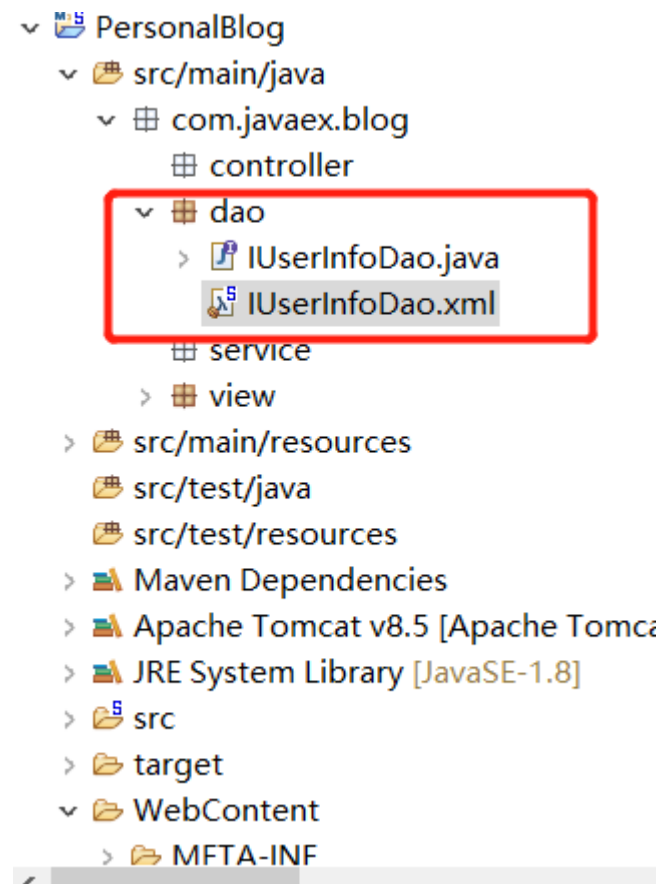 PersonalBlog
src/main/java
com.javaex.blog
controller
dao
IUserInfoDao.java
IUserInfoDao.xml
service
view
src/main/resources
src/test/java
src/test/resources
Maven Dependencies
Apache Tomcat v8.5 [Apache Tomca
JRE System Library [JavaSE-1.8]
src
target
WebContent
META-INF